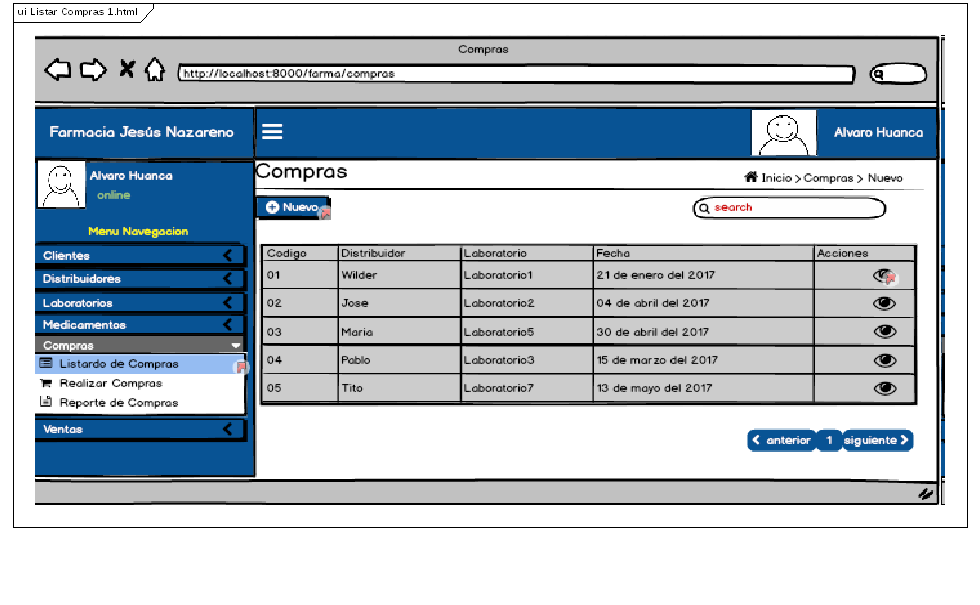 ui Listar Compras 1.html
Compras
http://localhost:8000/farma/compras
Farmacia Jesús Nazareno
Alvaro Huanca
Alvaro Huanca
online
Menu Navegacion
Clientes
Distribuidores
Laboratorios
Medicamentos
Compras
Listardo de Compras
Realizar Compras
Reporte de Compras
Ventas
Compras
Inicio > Compras > Nuevo
Nuevo
search
Codigo Distribuidor Laboratorio Fecha Acciones
01 Wilder Laboratorio1 21 de enero del 2017
02 Jose Laboratorio2 04 de abril del 2017
03 Maria Laboratorio5 30 de abril del 2017
04 Pablo Laboratorio3 15 de marzo del 2017
05 Tito Laboratorio7 13 de mayo del 2017
anterior 1 siguiente